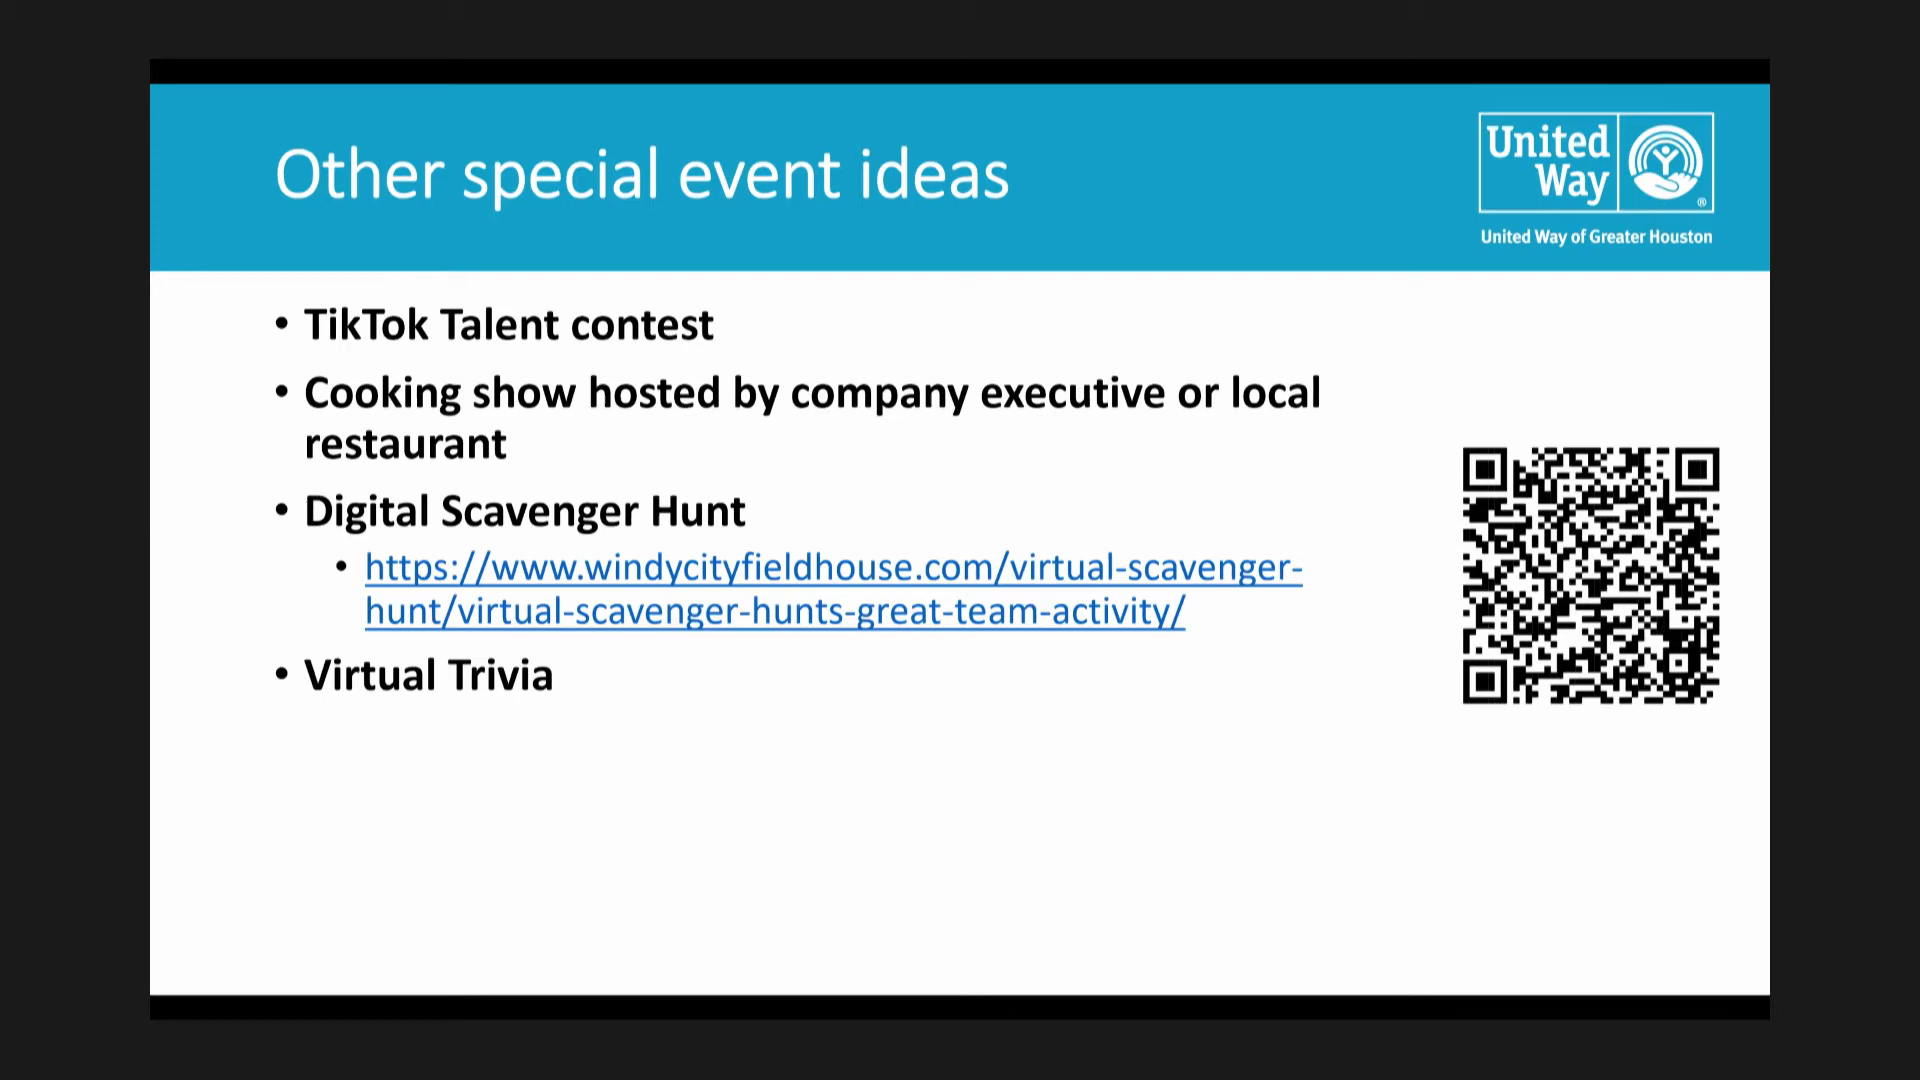 Other special event ideas
United
Way
®
United Way of Greater Houston
• TikTok Talent contest
• Cooking show hosted by company executive or local
restaurant
• Digital Scavenger Hunt
• https://www.windycityfieldhouse.com/virtual-scavenger-
hunt/virtual-scavenger-hunts-great-team-activity/
• Virtual Trivia